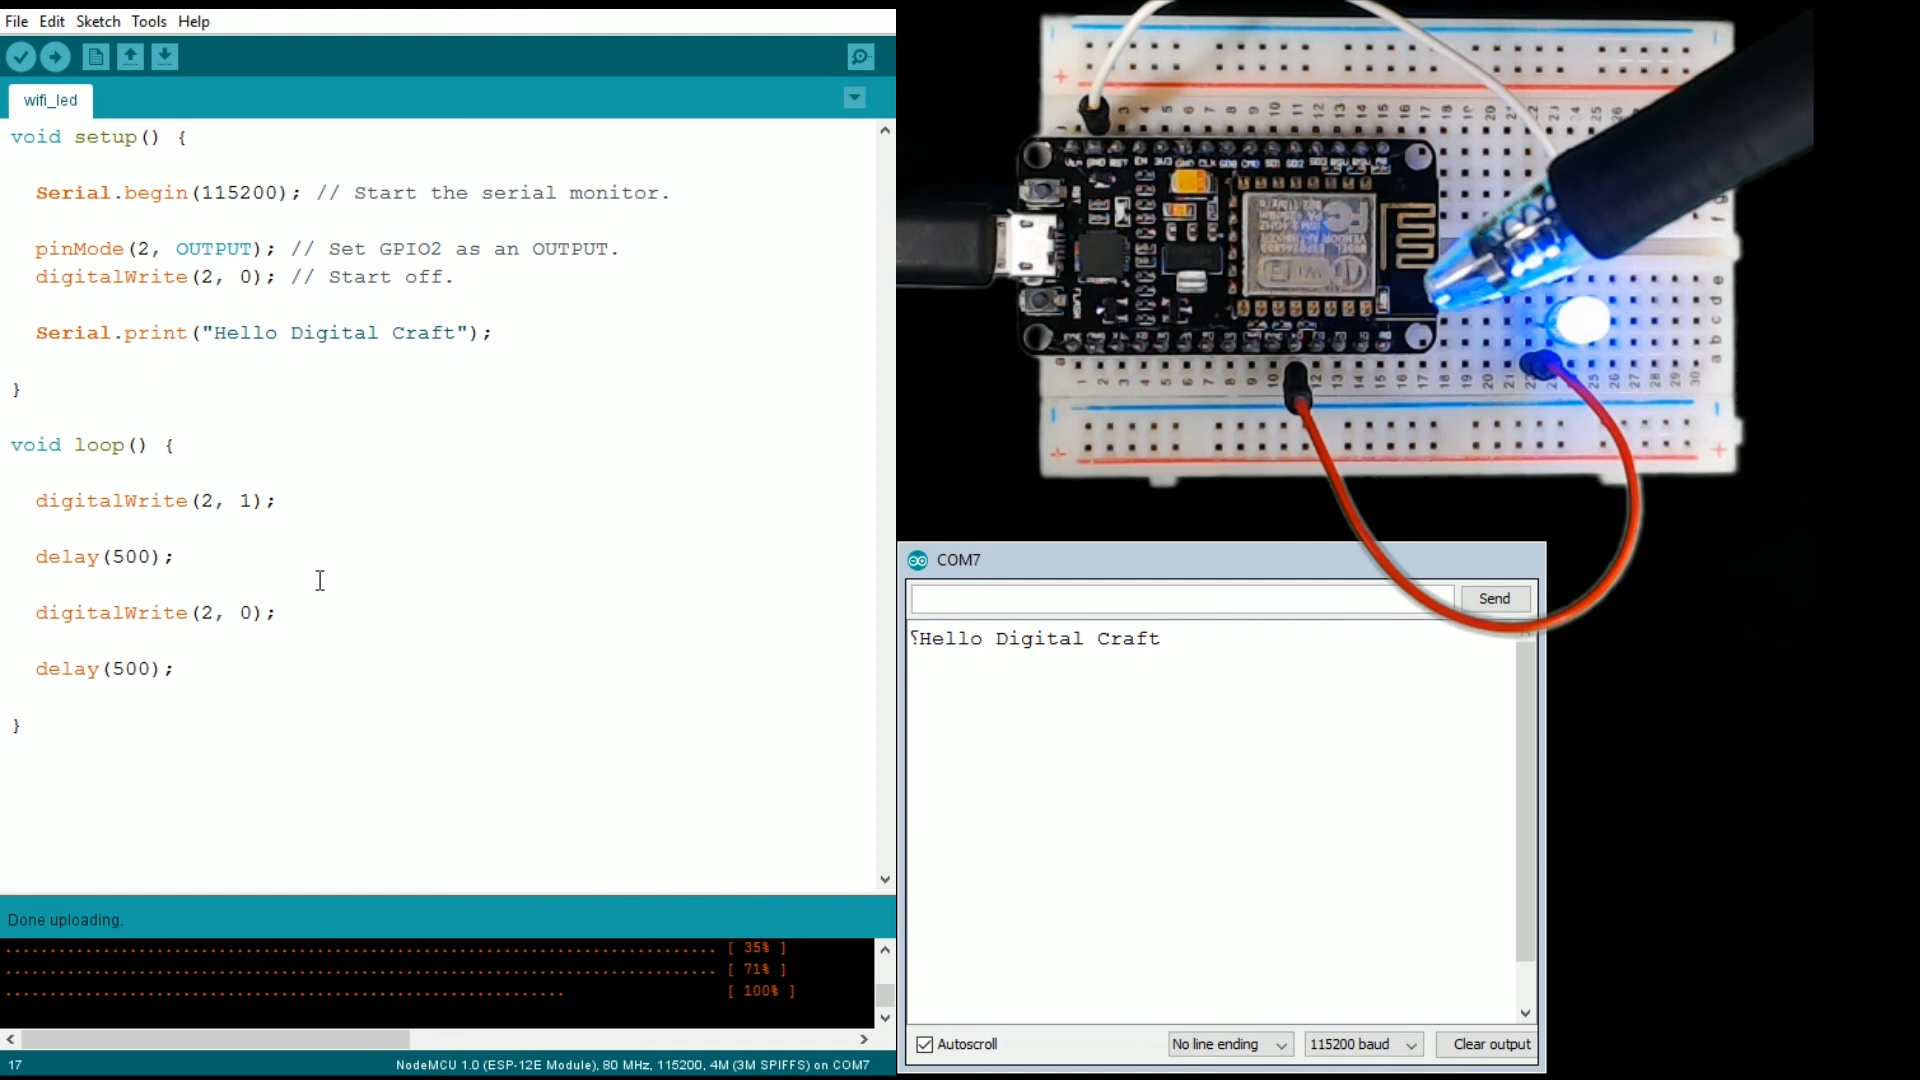 File Edit Sketch Tools Help
wifi_led
void setup() {
Serial.begin(115200); // Start the serial monitor.
pinMode(2, OUTPUT); // Set GPIO2 as an OUTPUT.
digitalWrite(2, 0); // Start off.
Serial.print("Hello Digital Craft");
}
void loop() {
digitalWrite(2, 1);
delay(500);
digitalWrite(2, 0);
delay(500);
}
Done uploading.
................................................................................ [ 35% ]
................................................................................ [ 71% ]
............................................................... [ 100% ]
17
NodeMCU 1.0 (ESP-12E Module), 80 MHz, 115200, 4M (3M SPIFFS) on COM7
COM7
Send
⸮Hello Digital Craft
Autoscroll
No line ending
115200 baud
Clear output